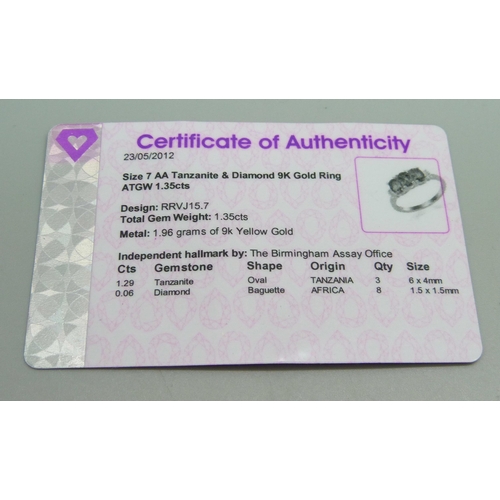 Certificate of Authenticity
23/05/2012
Size 7 AA Tanzanite & Diamond 9K Gold Ring
ATGW 1.35cts
Design: RRVJ15.7
Total Gem Weight: 1.35cts
Metal: 1.96 grams of 9k Yellow Gold
Independent hallmark by: The Birmingham Assay Office
Cts Gemstone Shape Origin Qty Size
1.29 Tanzanite Oval TANZANIA 3 6 x 4mm
0.06 Diamond Baguette AFRICA 8 1.5 x 1.5mm